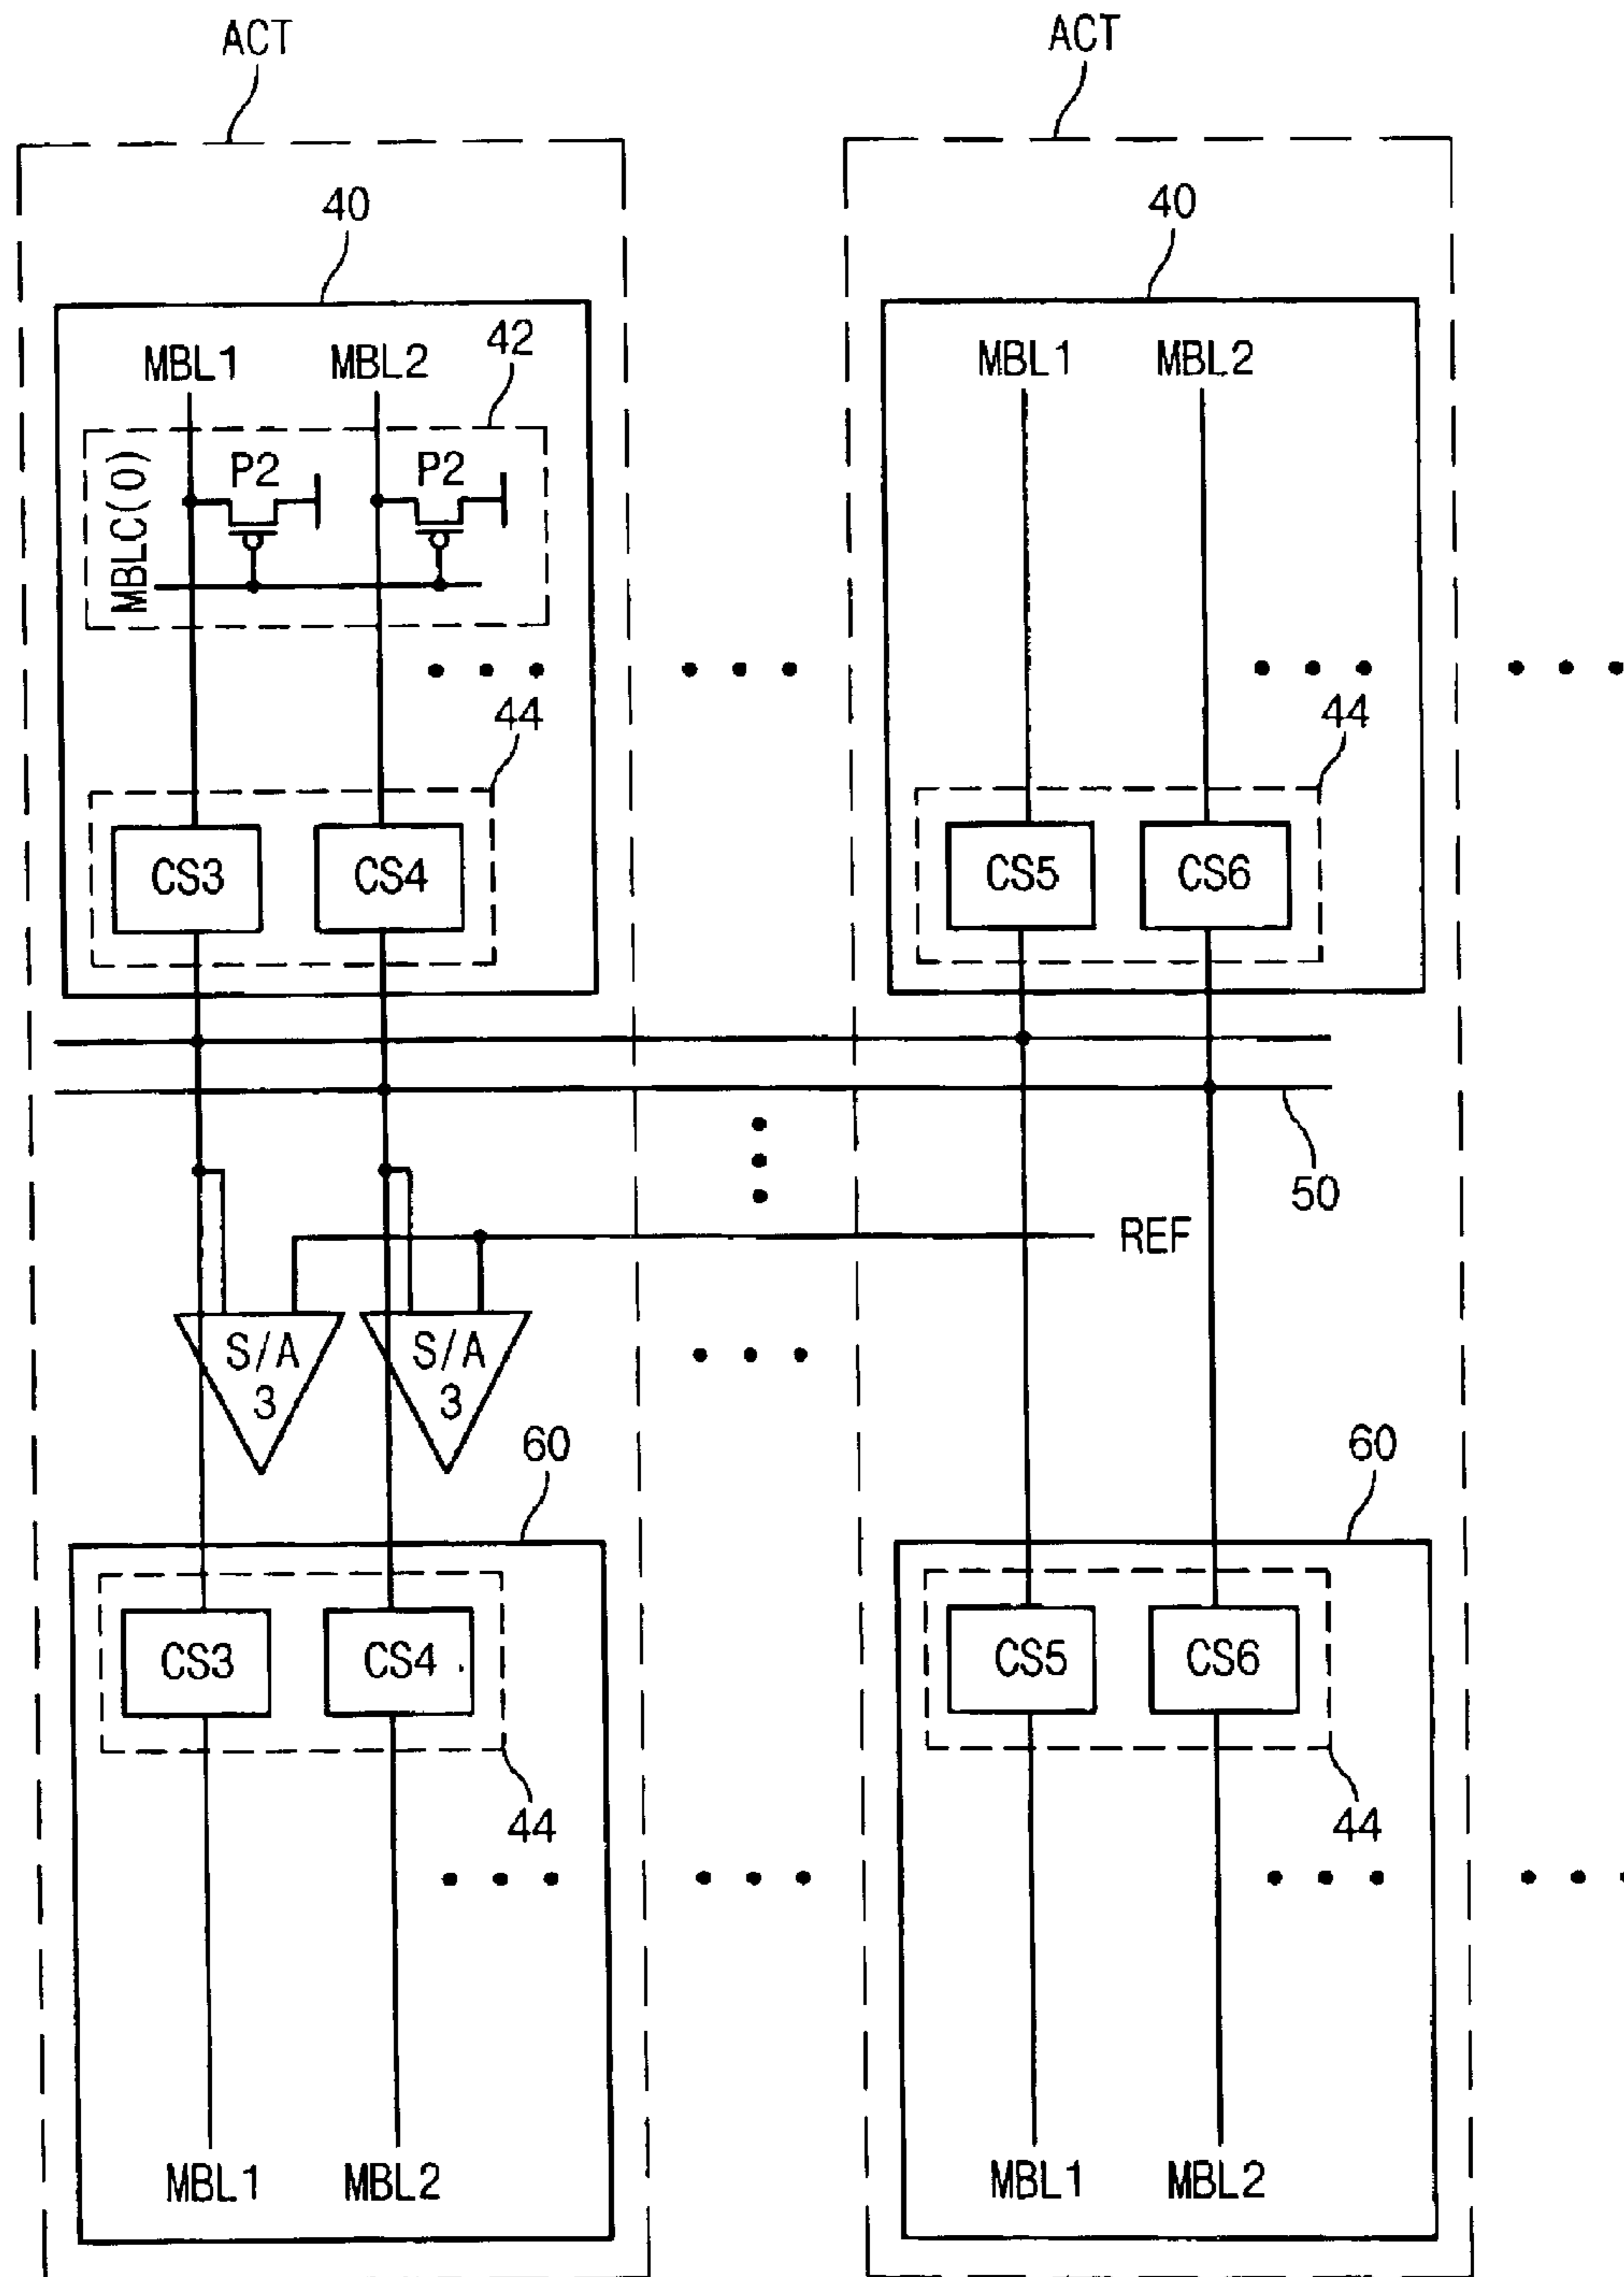 ACT ACT
40 40
MBL1 MBL2 42 MBL1 MBL2
MBLC(0) P2 P2
44 44
CS3 CS4 CS5 CS6
50
REF
S/A 3 S/A 3
60 60
CS3 CS4 CS5 CS6
44 44
MBL1 MBL2 MBL1 MBL2